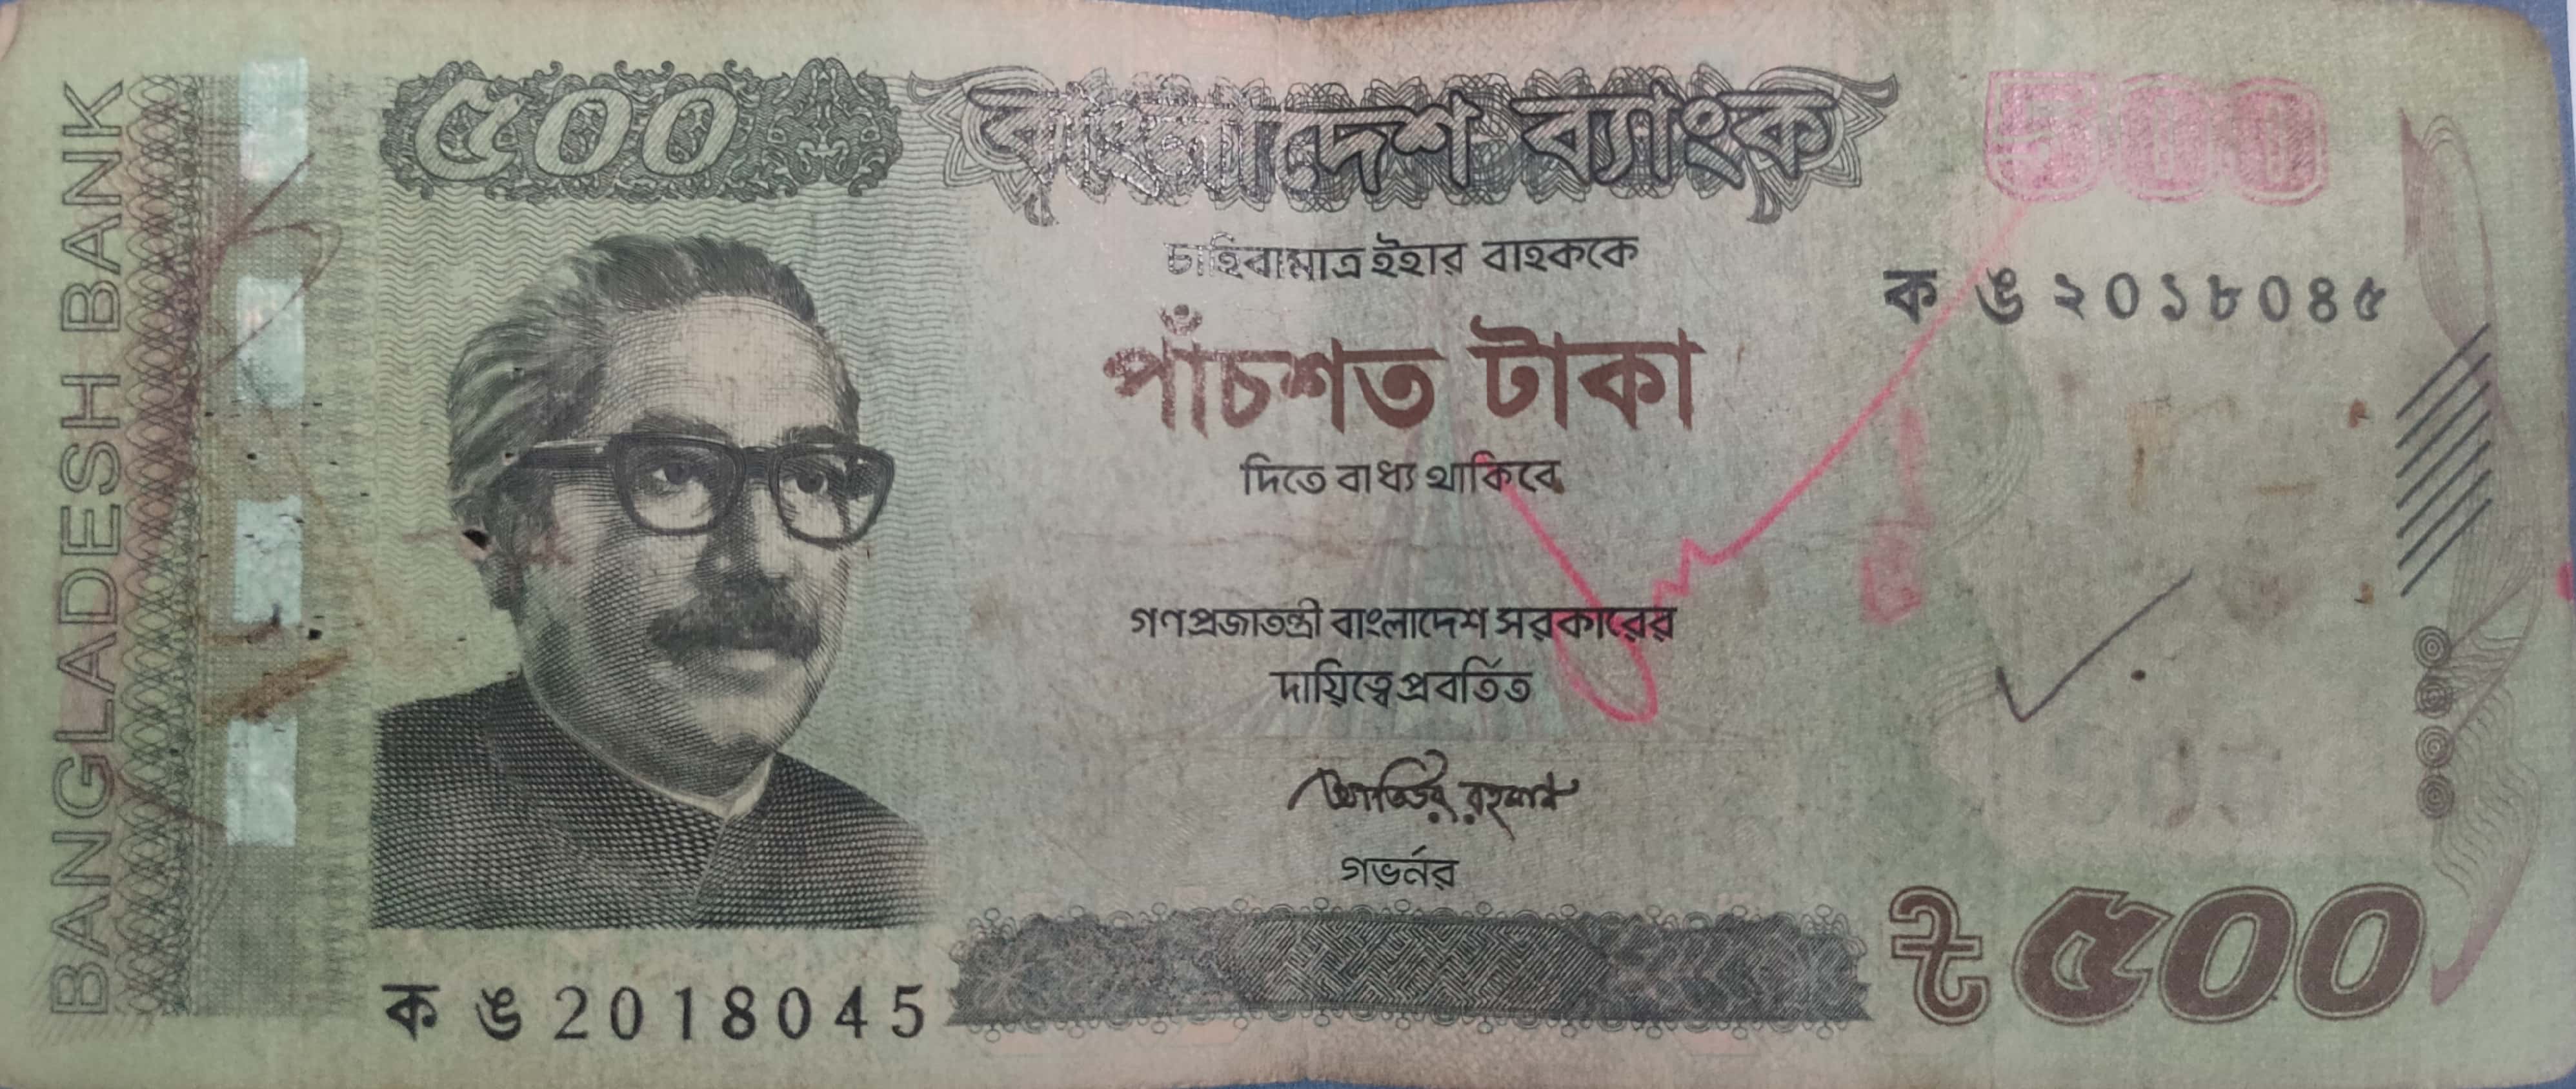 BANGLADESH BANK
৫০০
বাংলাদেশ ব্যাংক
500
চাহিবামাত্র ইহার বাহককে
ক ঙ ২০১৮০৪৫
পাঁচশত টাকা
দিতে বাধ্য থাকিবে
গণপ্রজাতন্ত্রী বাংলাদেশ সরকারের
দায়িত্বে প্রবর্তিত
আতিউর রহমান
গভর্নর
ক ঙ 2018045
৳ ৫০০